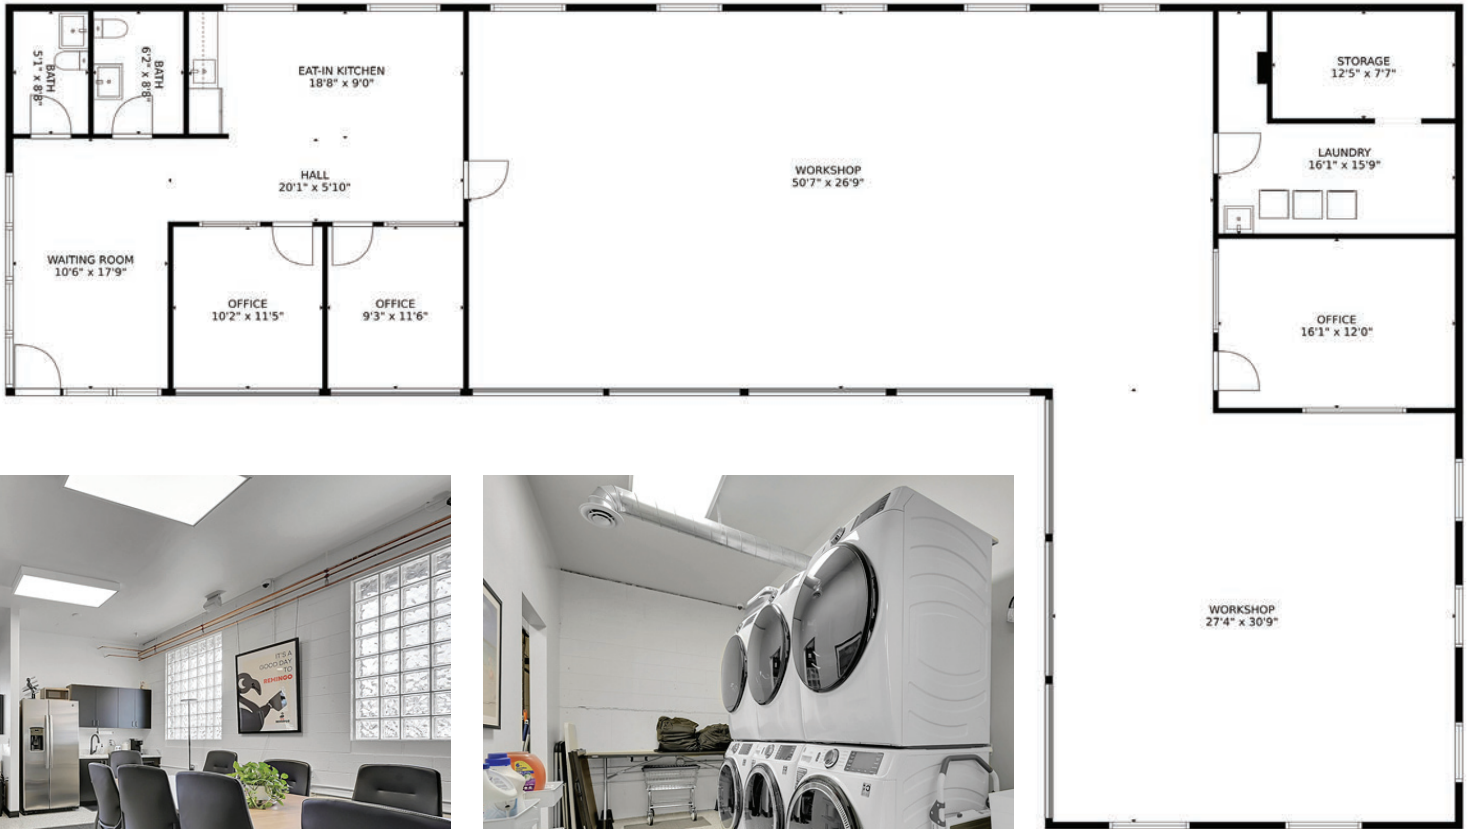 BATH
5'1" x 8'8"
BATH
6'2" x 8'8"
EAT-IN KITCHEN
18'8" x 9'0"
STORAGE
12'5" x 7'7"
HALL
20'1" x 5'10"
WORKSHOP
50'7" x 26'9"
LAUNDRY
16'1" x 15'9"
WAITING ROOM
10'6" x 17'9"
OFFICE
10'2" x 11'5"
OFFICE
9'3" x 11'6"
OFFICE
16'1" x 12'0"
WORKSHOP
27'4" x 30'9"
IT'S A
GOOD DAY
TO
REMINGO